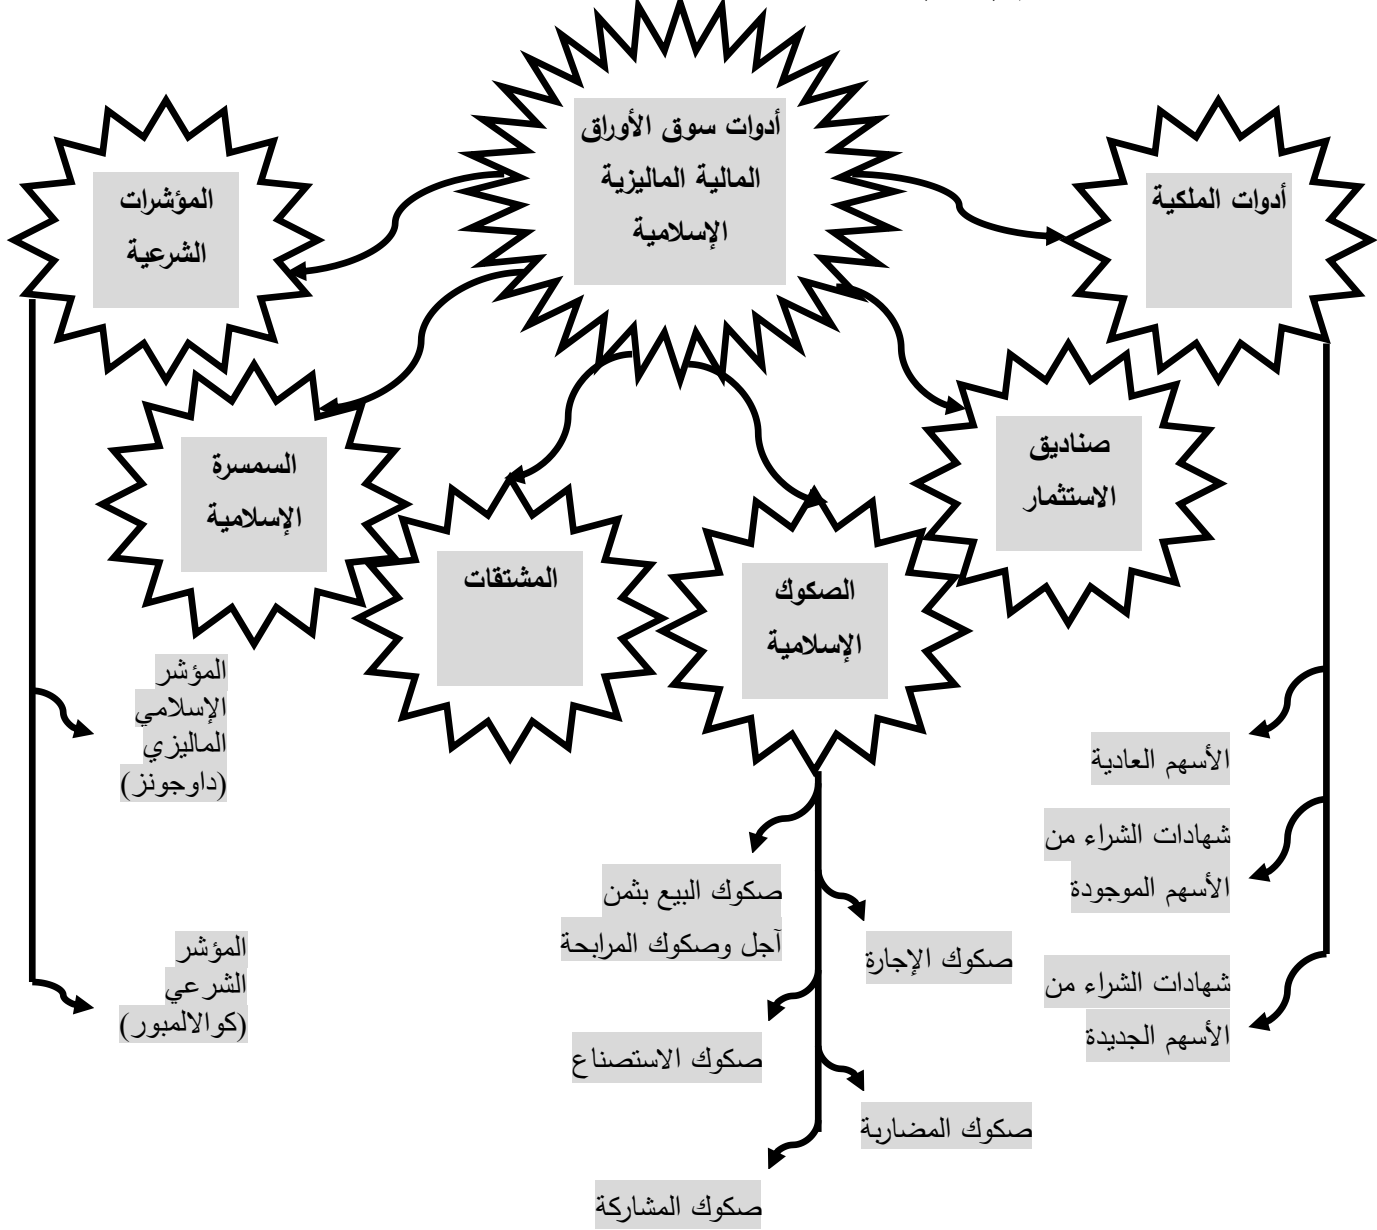 أدوات سوق الأوراق
المالية الماليزية
الإسلامية
أدوات الملكية
المؤشرات
الشرعية
صناديق
الاستثمار
السمسرة
الإسلامية
المشتقات
الصكوك
الإسلامية
المؤشر
الإسلامي
الماليزي
(داوجونز)
الأسهم العادية
شهادات الشراء من
الأسهم الموجودة
صكوك البيع بثمن
آجل وصكوك المرابحة
صكوك الإجارة
المؤشر
الشرعي
(كوالالمبور)
شهادات الشراء من
الأسهم الجديدة
صكوك الاستصناع
صكوك المضاربة
صكوك المشاركة